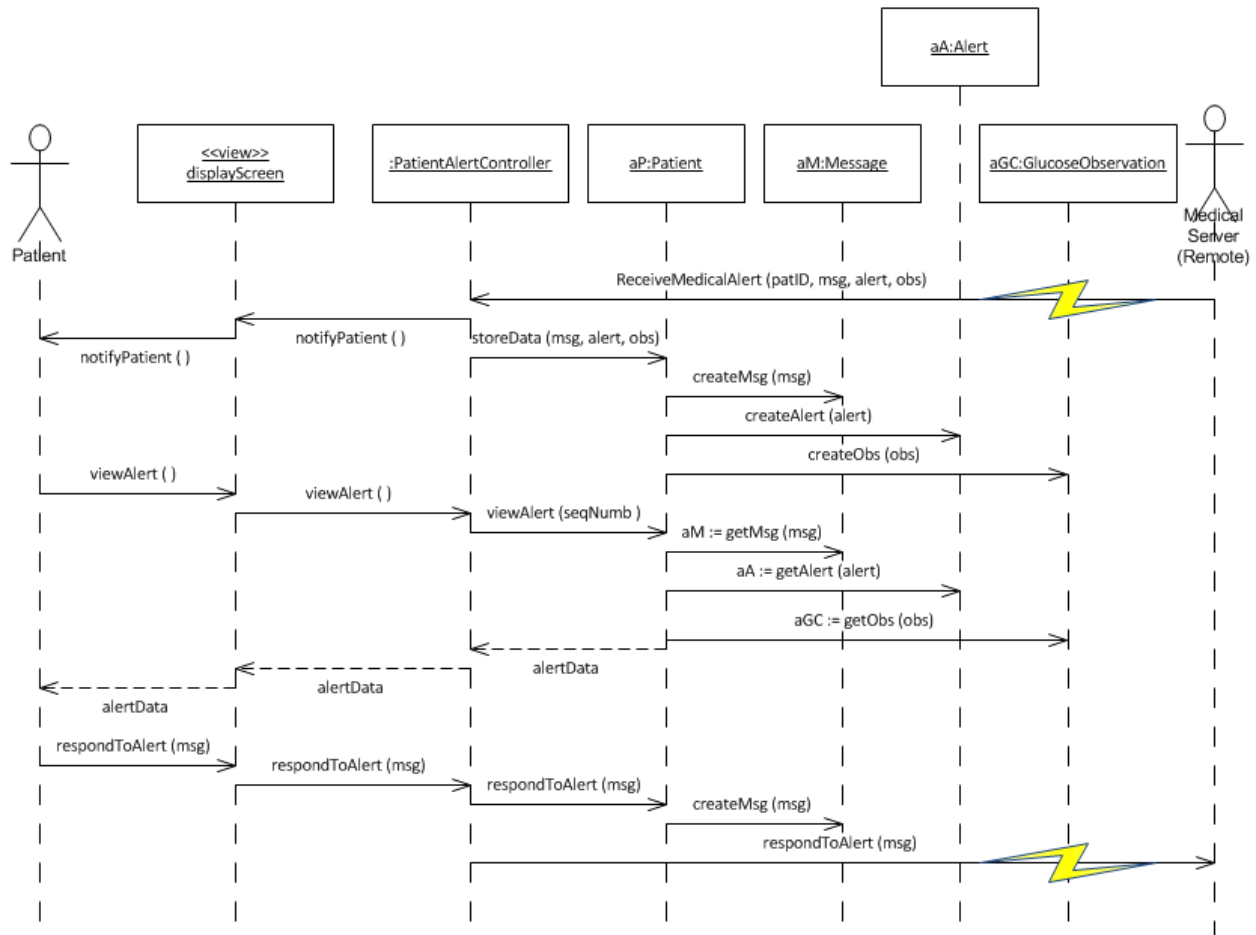 aA:Alert
<<view>>
displayScreen
:PatientAlertController
aP:Patient
aM:Message
aGC:GlucoseObservation
Patient
Medical
Server
(Remote)
ReceiveMedicalAlert (patID, msg, alert, obs)
notifyPatient ( )
notifyPatient ( )
storeData (msg, alert, obs)
createMsg (msg)
createAlert (alert)
createObs (obs)
viewAlert ( )
viewAlert ( )
viewAlert (seqNumb )
aM := getMsg (msg)
aA := getAlert (alert)
aGC := getObs (obs)
alertData
alertData
alertData
respondToAlert (msg)
respondToAlert (msg)
respondToAlert (msg)
createMsg (msg)
respondToAlert (msg)